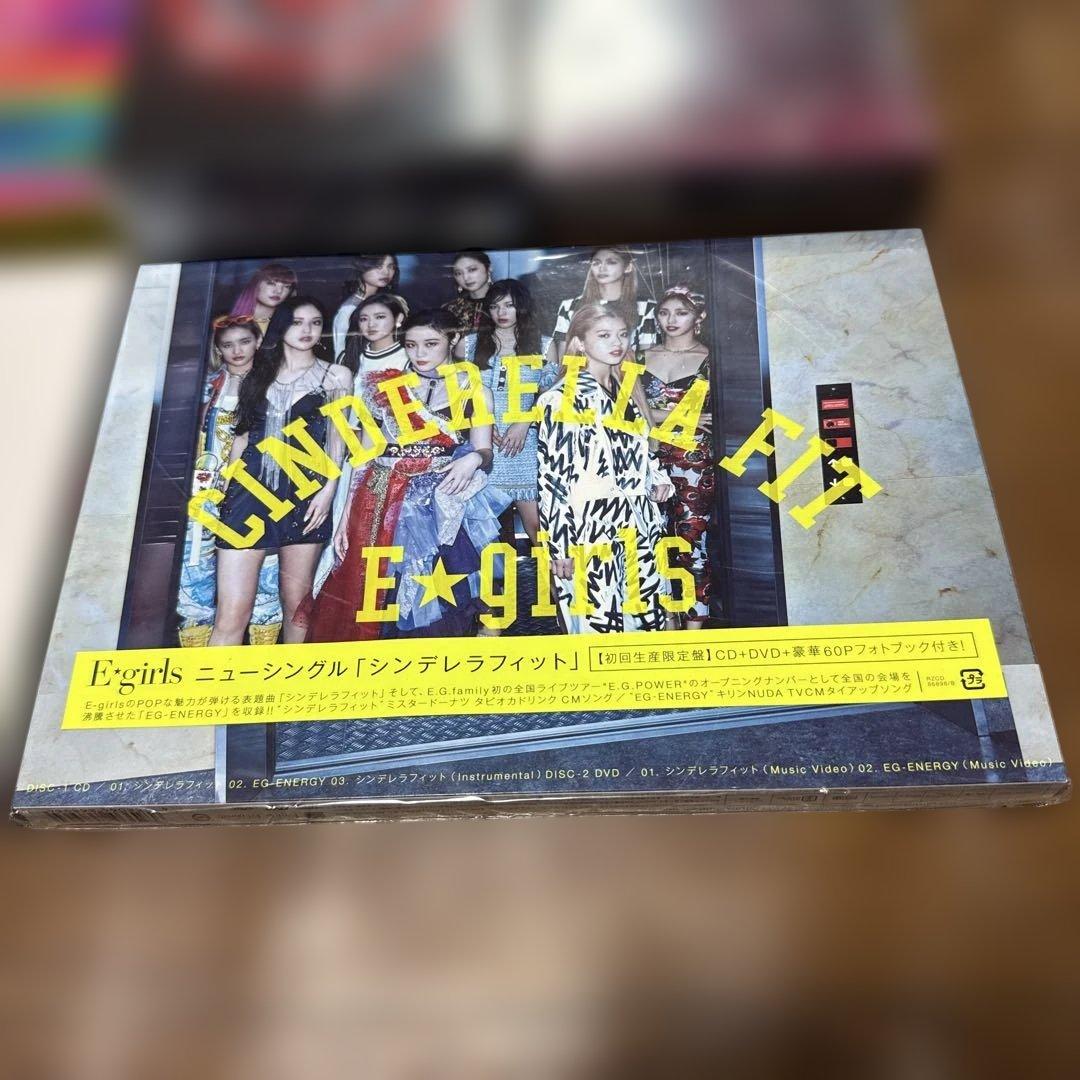 CINDERELLA FIT
E★girls
E★girls ニューシングル「シンデレラフィット」 【初回生産限定盤】CD+DVD+豪華60Pフォトブック付き!
E-girlsのPOPな魅力が弾ける表題曲「シンデレラフィット」そして、E.G.family初の全国ライブツアー"E.G.POWER"のオープニングナンバーとして全国の会場を
沸騰させた「EG-ENERGY」を収録!!"シンデレラフィット"ミスタードーナツ タピオカドリンク CMソング/"EG-ENERGY"キリンNUDA TVCMタイアップソング
RZCD
86898/B
DISC-1 CD / 01. シンデレラフィット 02. EG-ENERGY 03. シンデレラフィット(Instrumental) DISC-2 DVD / 01. シンデレラフィット(Music Video) 02. EG-ENERGY(Music Video)